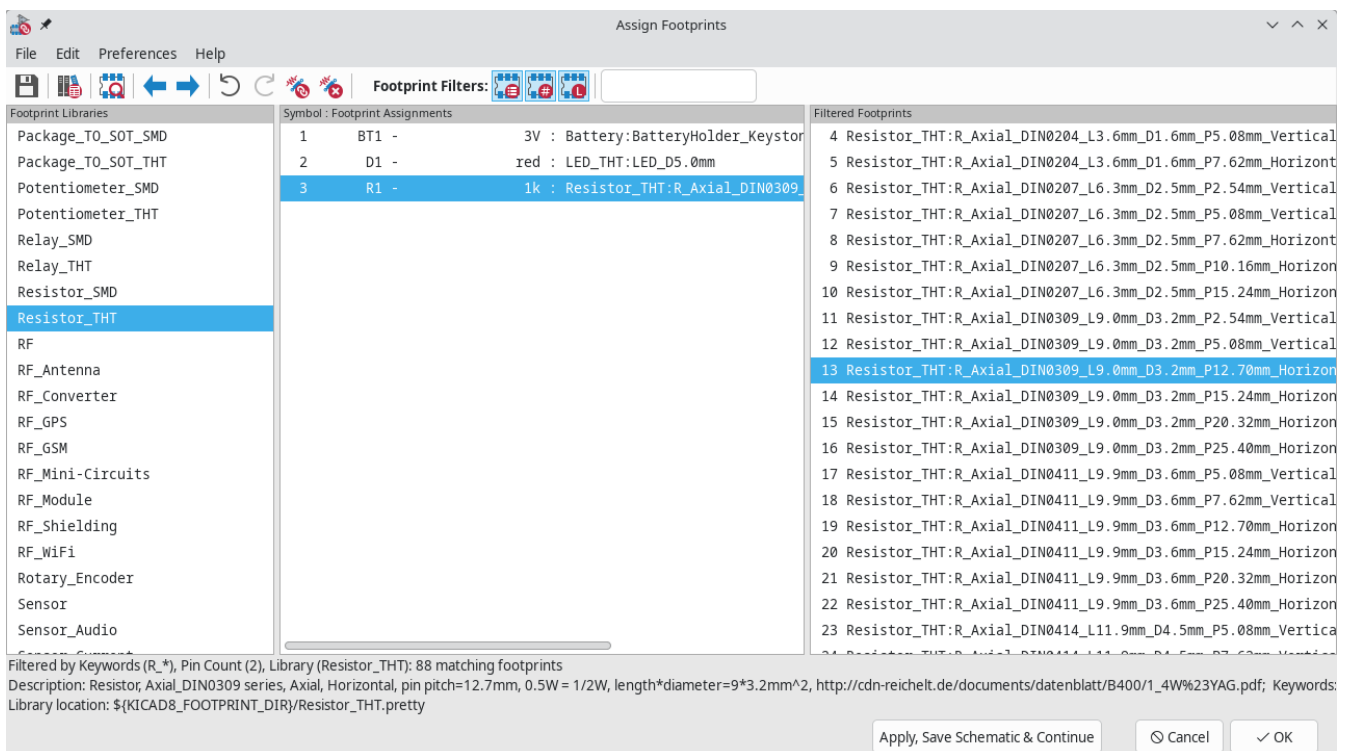 Assign Footprints
File Edit Preferences Help
Footprint Filters:
Footprint Libraries
Package_TO_SOT_SMD
Package_TO_SOT_THT
Potentiometer_SMD
Potentiometer_THT
Relay_SMD
Relay_THT
Resistor_SMD
Resistor_THT
RF
RF_Antenna
RF_Converter
RF_GPS
RF_GSM
RF_Mini-Circuits
RF_Module
RF_Shielding
RF_WiFi
Rotary_Encoder
Sensor
Sensor_Audio
Symbol : Footprint Assignments
1 BT1 - 3V : Battery:BatteryHolder_Keyston
2 D1 - red : LED_THT:LED_D5.0mm
3 R1 - 1k : Resistor_THT:R_Axial_DIN0309_
Filtered Footprints
4 Resistor_THT:R_Axial_DIN0204_L3.6mm_D1.6mm_P5.08mm_Vertical
5 Resistor_THT:R_Axial_DIN0204_L3.6mm_D1.6mm_P7.62mm_Horizont
6 Resistor_THT:R_Axial_DIN0207_L6.3mm_D2.5mm_P2.54mm_Vertical
7 Resistor_THT:R_Axial_DIN0207_L6.3mm_D2.5mm_P5.08mm_Vertical
8 Resistor_THT:R_Axial_DIN0207_L6.3mm_D2.5mm_P7.62mm_Horizont
9 Resistor_THT:R_Axial_DIN0207_L6.3mm_D2.5mm_P10.16mm_Horizon
10 Resistor_THT:R_Axial_DIN0207_L6.3mm_D2.5mm_P15.24mm_Horizon
11 Resistor_THT:R_Axial_DIN0309_L9.0mm_D3.2mm_P2.54mm_Vertical
12 Resistor_THT:R_Axial_DIN0309_L9.0mm_D3.2mm_P5.08mm_Vertical
13 Resistor_THT:R_Axial_DIN0309_L9.0mm_D3.2mm_P12.70mm_Horizon
14 Resistor_THT:R_Axial_DIN0309_L9.0mm_D3.2mm_P15.24mm_Horizon
15 Resistor_THT:R_Axial_DIN0309_L9.0mm_D3.2mm_P20.32mm_Horizon
16 Resistor_THT:R_Axial_DIN0309_L9.0mm_D3.2mm_P25.40mm_Horizon
17 Resistor_THT:R_Axial_DIN0411_L9.9mm_D3.6mm_P5.08mm_Vertical
18 Resistor_THT:R_Axial_DIN0411_L9.9mm_D3.6mm_P7.62mm_Vertical
19 Resistor_THT:R_Axial_DIN0411_L9.9mm_D3.6mm_P12.70mm_Horizon
20 Resistor_THT:R_Axial_DIN0411_L9.9mm_D3.6mm_P15.24mm_Horizon
21 Resistor_THT:R_Axial_DIN0411_L9.9mm_D3.6mm_P20.32mm_Horizon
22 Resistor_THT:R_Axial_DIN0411_L9.9mm_D3.6mm_P25.40mm_Horizon
23 Resistor_THT:R_Axial_DIN0414_L11.9mm_D4.5mm_P5.08mm_Vertica
Filtered by Keywords (R_*), Pin Count (2), Library (Resistor_THT): 88 matching footprints
Description: Resistor, Axial_DIN0309 series, Axial, Horizontal, pin pitch=12.7mm, 0.5W = 1/2W, length*diameter=9*3.2mm^2, http://cdn-reichelt.de/documents/datenblatt/B400/1_4W%23YAG.pdf; Keywords:
Library location: ${KICAD8_FOOTPRINT_DIR}/Resistor_THT.pretty
Apply, Save Schematic & Continue
Cancel
OK